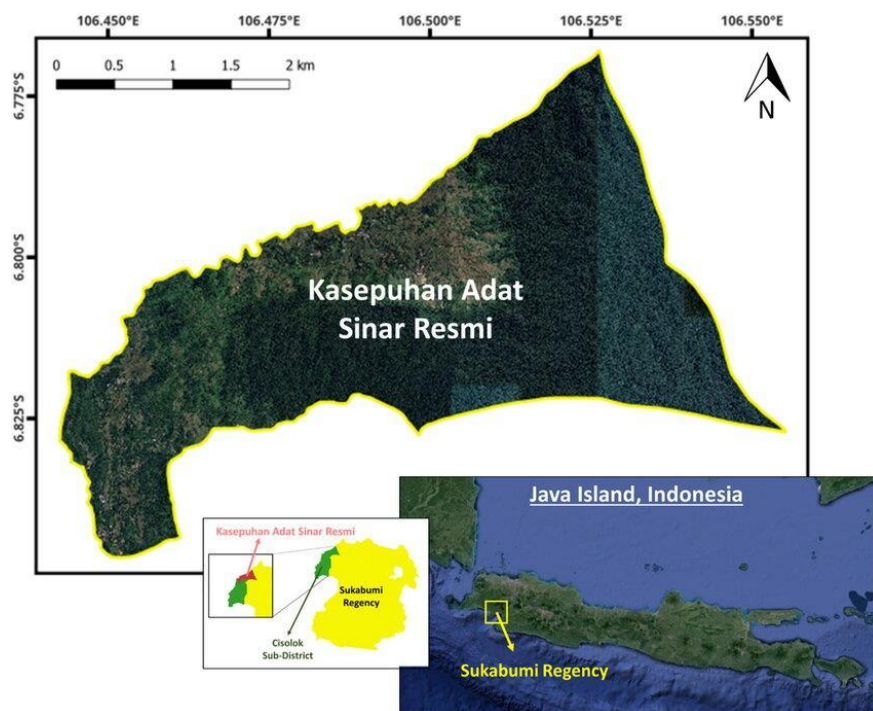 106.450°E 106.475°E 106.500°E 106.525°E 106.550°E
0 0.5 1 1.5 2 km
N
6.775°S
6.800°S
6.825°S
Kasepuhan Adat
Sinar Resmi
Java Island, Indonesia
Sukabumi Regency
Kasepuhan Adat Sinar Resmi
Sukabumi
Regency
Cisolok
Sub-District